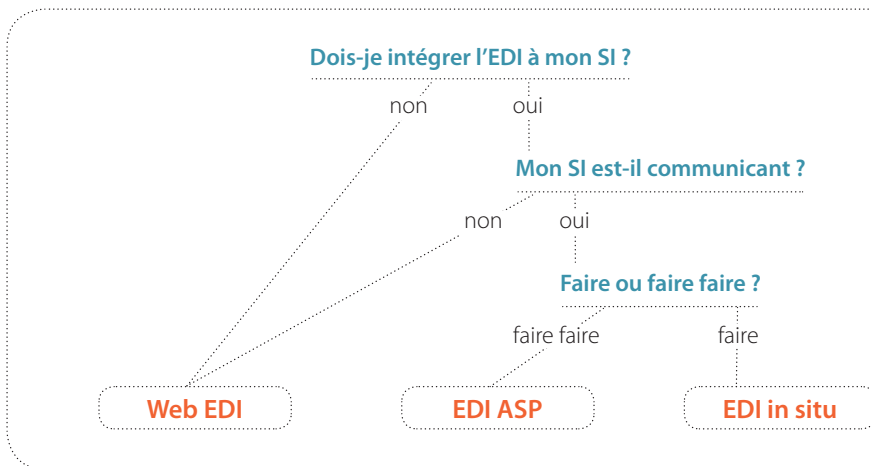 Dois-je intégrer l’EDI à mon SI ?
non
oui
Mon SI est-il communicant ?
non
oui
Faire ou faire faire ?
faire faire
faire
Web EDI
EDI ASP
EDI in situ